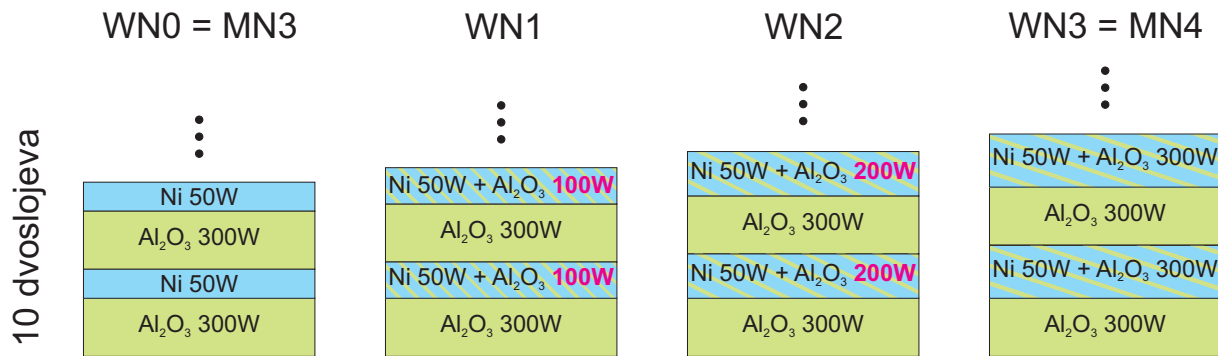 WN0 = MN3
WN1
WN2
WN3 = MN4
10 dvoslojeva
Ni 50W
Al₂O₃ 300W
Ni 50W
Al₂O₃ 300W
Ni 50W + Al₂O₃ 100W
Al₂O₃ 300W
Ni 50W + Al₂O₃ 100W
Al₂O₃ 300W
Ni 50W + Al₂O₃ 200W
Al₂O₃ 300W
Ni 50W + Al₂O₃ 200W
Al₂O₃ 300W
Ni 50W + Al₂O₃ 300W
Al₂O₃ 300W
Ni 50W + Al₂O₃ 300W
Al₂O₃ 300W